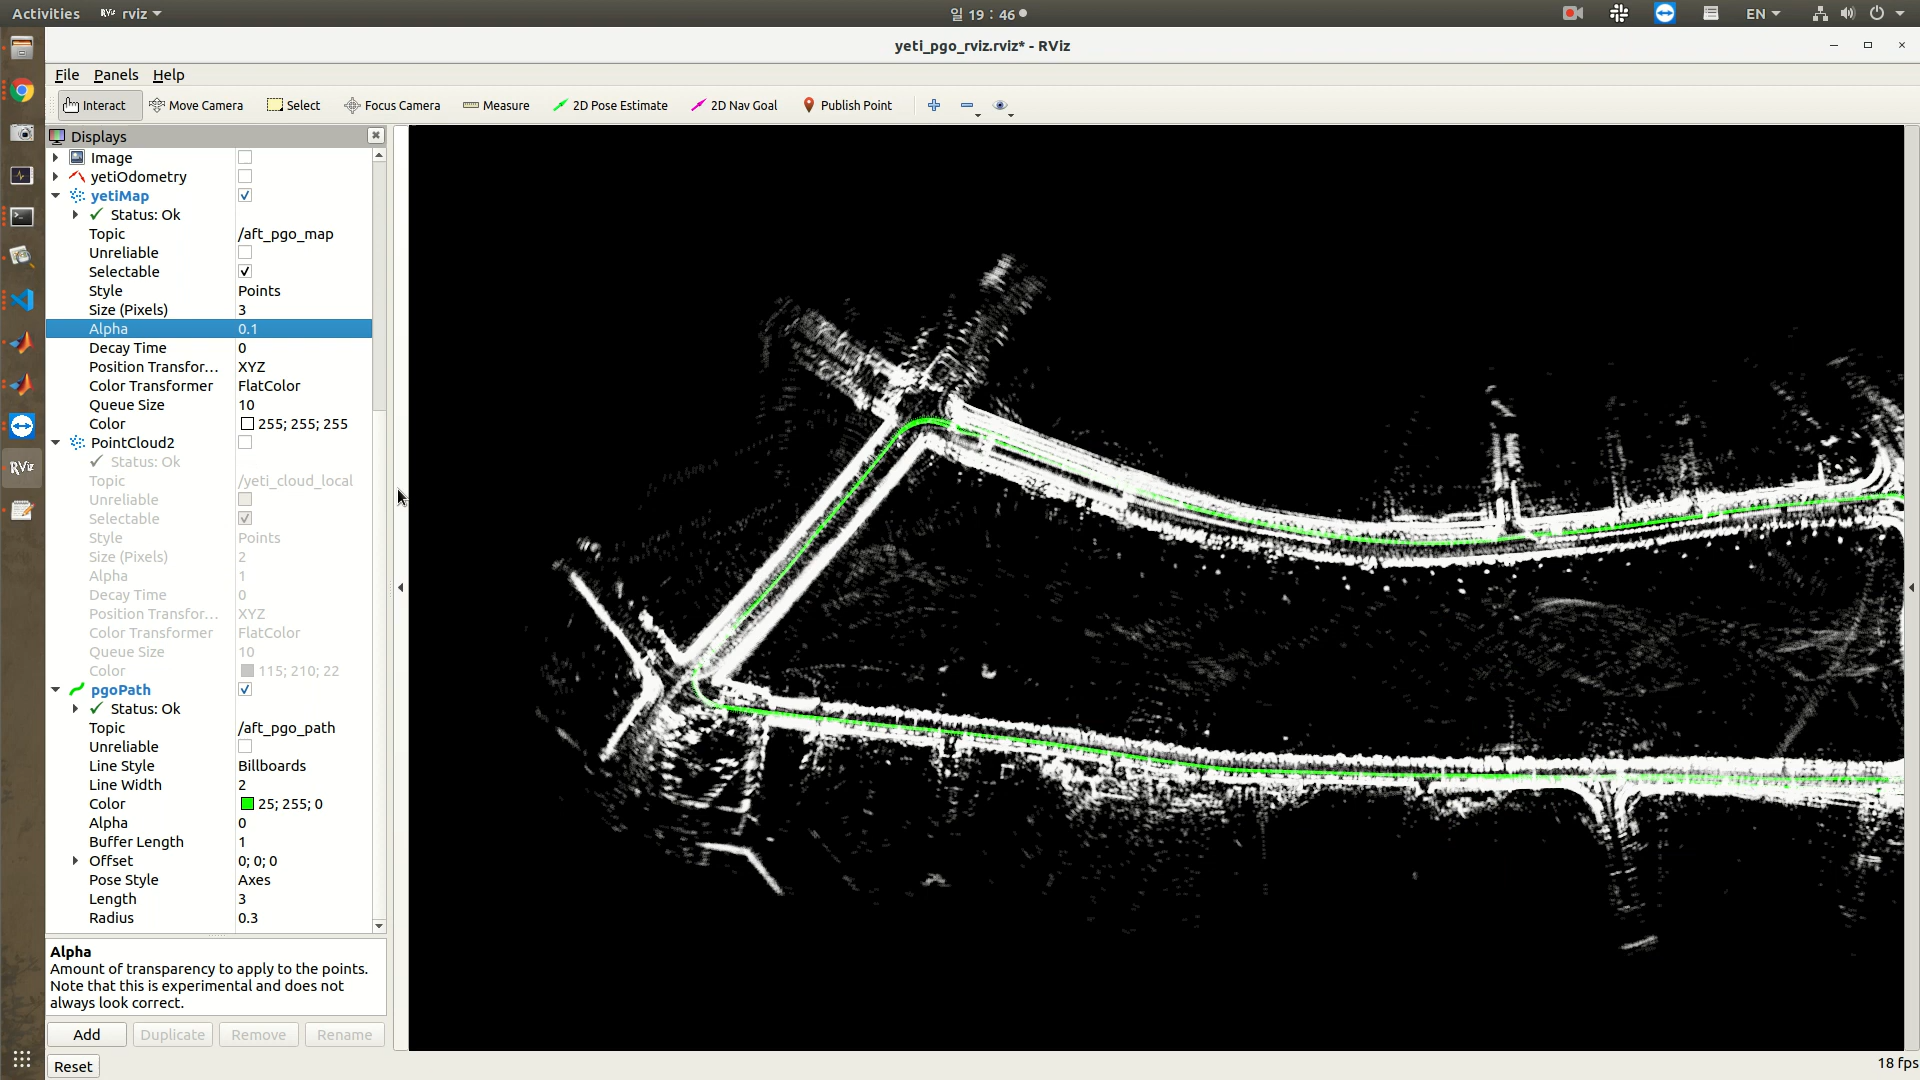 Activities RViz rviz 일 19 : 46 EN
yeti_pgo_rviz.rviz* - RViz
File Panels Help
Interact Move Camera Select Focus Camera Measure 2D Pose Estimate 2D Nav Goal Publish Point
Displays
Image
yetiOdometry
yetiMap
Status: Ok
Topic /aft_pgo_map
Unreliable
Selectable
Style Points
Size (Pixels) 3
Alpha 0.1
Decay Time 0
Position Transfor... XYZ
Color Transformer FlatColor
Queue Size 10
Color 255; 255; 255
PointCloud2
Status: Ok
Topic /yeti_cloud_local
Unreliable
Selectable
Style Points
Size (Pixels) 2
Alpha 1
Decay Time 0
Position Transfor... XYZ
Color Transformer FlatColor
Queue Size 10
Color 115; 210; 22
pgoPath
Status: Ok
Topic /aft_pgo_path
Unreliable
Line Style Billboards
Line Width 2
Color 25; 255; 0
Alpha 0
Buffer Length 1
Offset 0; 0; 0
Pose Style Axes
Length 3
Radius 0.3
RViz
Alpha
Amount of transparency to apply to the points.
Note that this is experimental and does not
always look correct.
Add Duplicate Remove Rename
Reset
18 fps